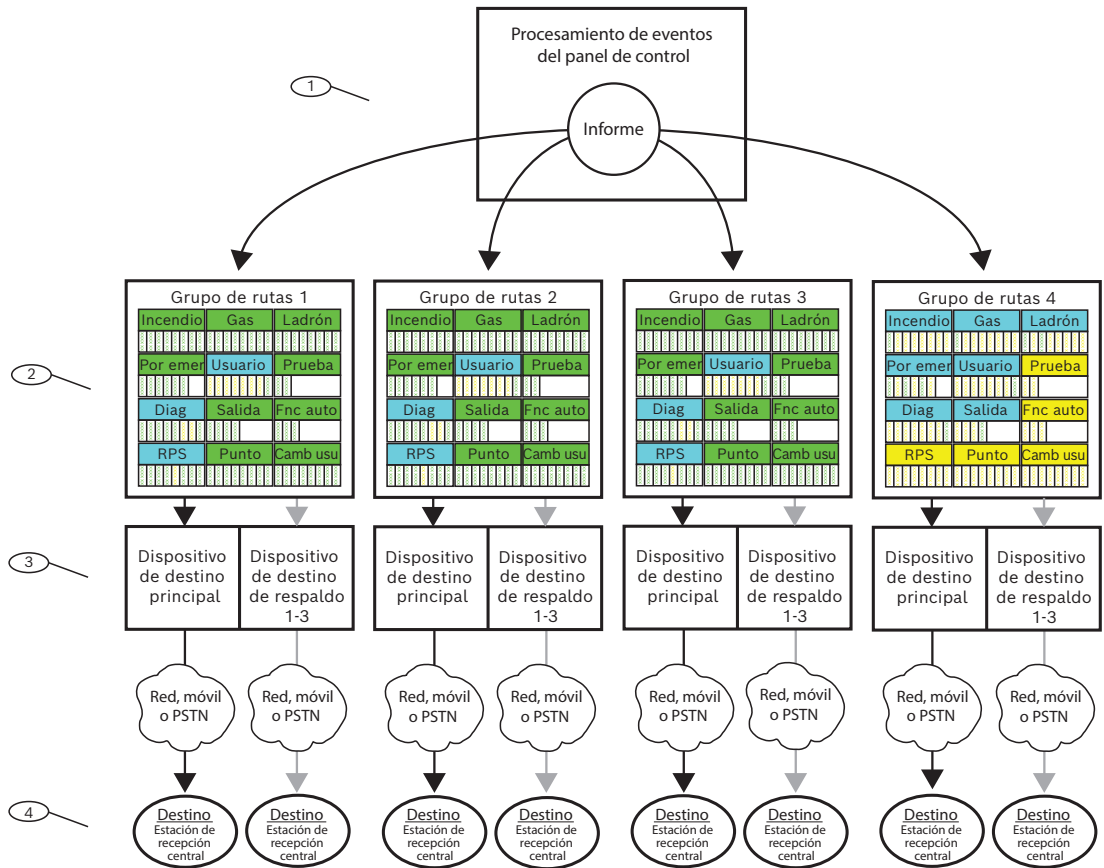 Procesamiento de eventos
del panel de control
1
Informe
Grupo de rutas 1
Incendio Gas Ladrón
Por emer Usuario Prueba
Diag Salida Fnc auto
RPS Punto Camb usu
Grupo de rutas 2
Incendio Gas Ladrón
Por emer Usuario Prueba
Diag Salida Fnc auto
RPS Punto Camb usu
Grupo de rutas 3
Incendio Gas Ladrón
Por emer Usuario Prueba
Diag Salida Fnc auto
RPS Punto Camb usu
Grupo de rutas 4
Incendio Gas Ladrón
Por emer Usuario Prueba
Diag Salida Fnc auto
RPS Punto Camb usu
2
3
Dispositivo
de destino
principal
Dispositivo
de destino
de respaldo
1-3
Dispositivo
de destino
principal
Dispositivo
de destino
de respaldo
1-3
Dispositivo
de destino
principal
Dispositivo
de destino
de respaldo
1-3
Dispositivo
de destino
principal
Dispositivo
de destino
de respaldo
1-3
Red, móvil
o PSTN
Red, móvil
o PSTN
Red, móvil
o PSTN
Red, móvil
o PSTN
Red, móvil
o PSTN
Red, móvil
o PSTN
Red, móvil
o PSTN
Red, móvil
o PSTN
4
Destino
Estación de
recepción
central
Destino
Estación de
recepción
central
Destino
Estación de
recepción
central
Destino
Estación de
recepción
central
Destino
Estación de
recepción
central
Destino
Estación de
recepción
central
Destino
Estación de
recepción
central
Destino
Estación de
recepción
central